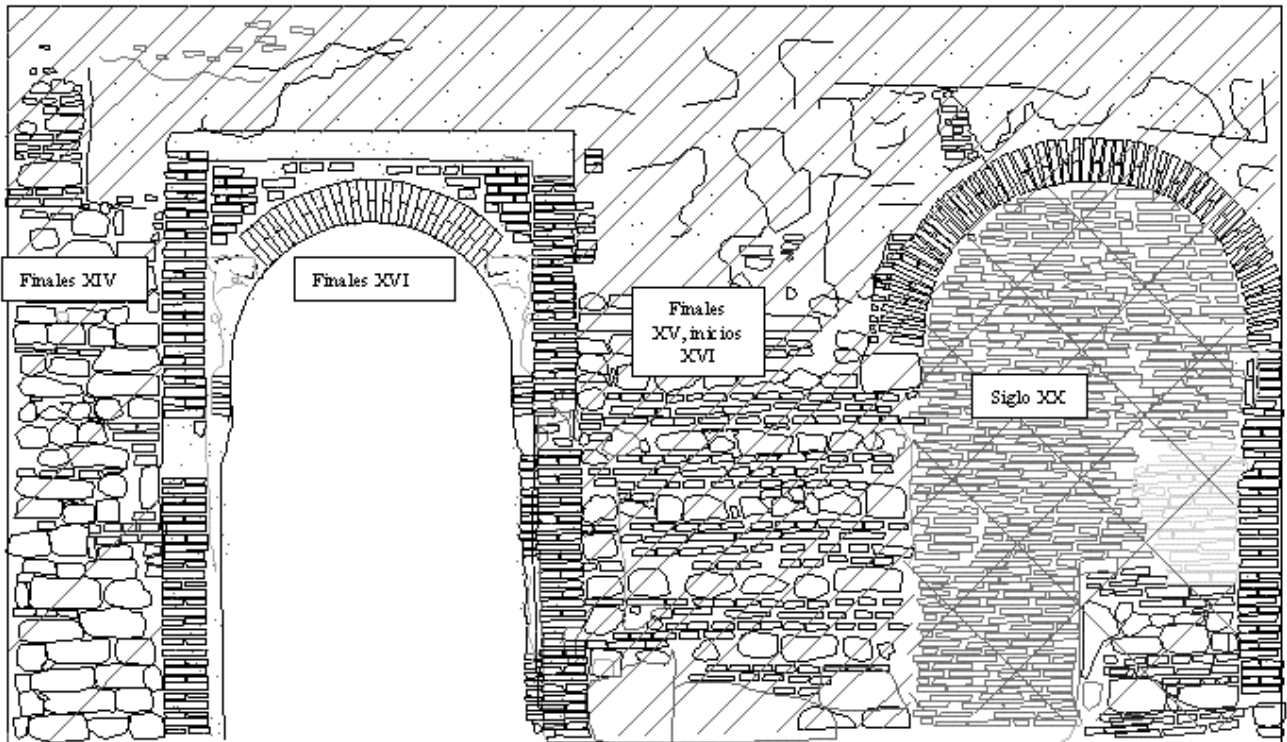 Finales XIV
Finales XVI
Finales
XV, inicios
XVI
Siglo XX